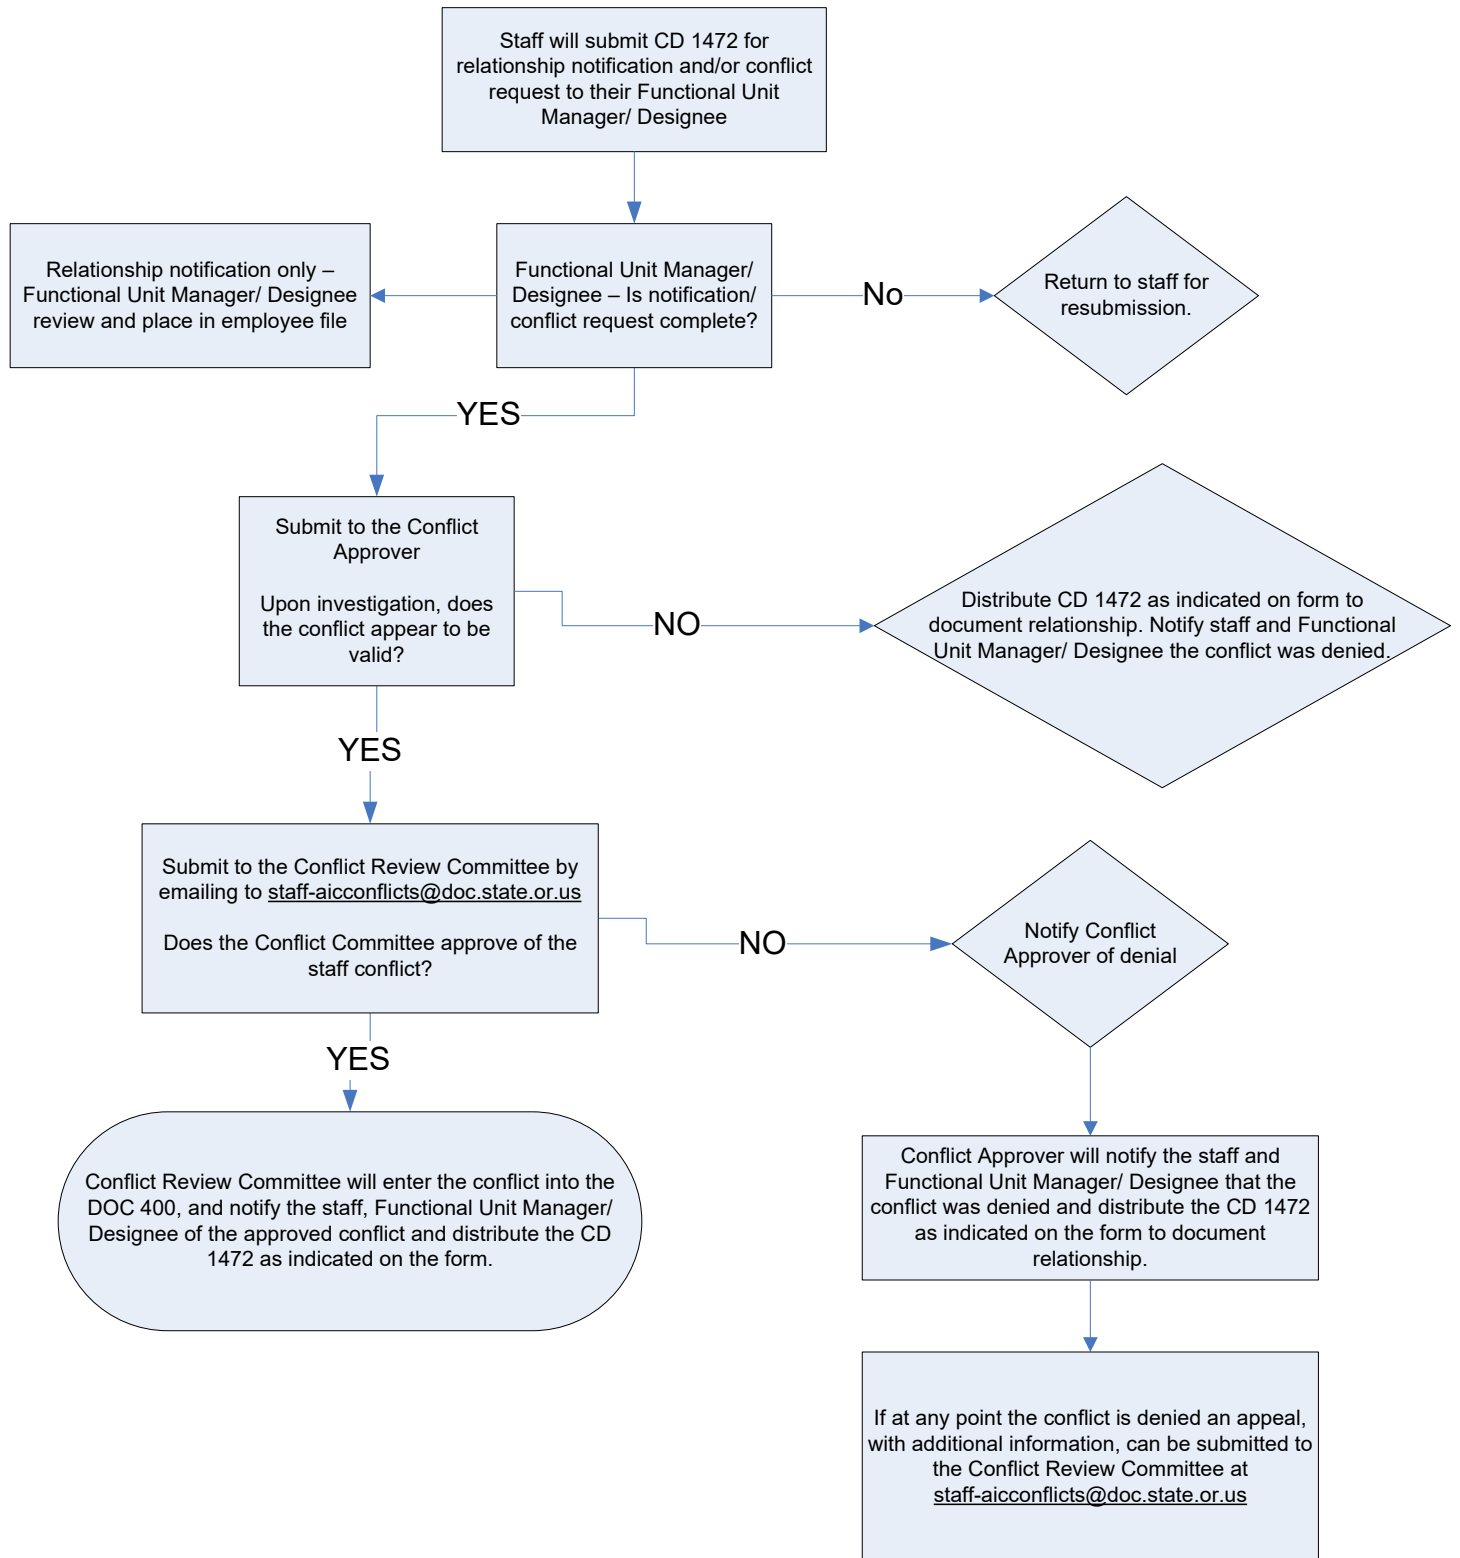 Staff will submit CD 1472 for
relationship notification and/or conflict
request to their Functional Unit
Manager/ Designee
Relationship notification only –
Functional Unit Manager/ Designee
review and place in employee file
Functional Unit Manager/
Designee – Is notification/
conflict request complete?
No
Return to staff for
resubmission.
YES
Submit to the Conflict
Approver
Upon investigation, does
the conflict appear to be
valid?
NO
Distribute CD 1472 as indicated on form to
document relationship. Notify staff and Functional
Unit Manager/ Designee the conflict was denied.
YES
Submit to the Conflict Review Committee by
emailing to staff-aicconflicts@doc.state.or.us
Does the Conflict Committee approve of the
staff conflict?
NO
Notify Conflict
Approver of denial
YES
Conflict Review Committee will enter the conflict into the
DOC 400, and notify the staff, Functional Unit Manager/
Designee of the approved conflict and distribute the CD
1472 as indicated on the form.
Conflict Approver will notify the staff and
Functional Unit Manager/ Designee that the
conflict was denied and distribute the CD 1472
as indicated on the form to document
relationship.
If at any point the conflict is denied an appeal,
with additional information, can be submitted to
the Conflict Review Committee at
staff-aicconflicts@doc.state.or.us